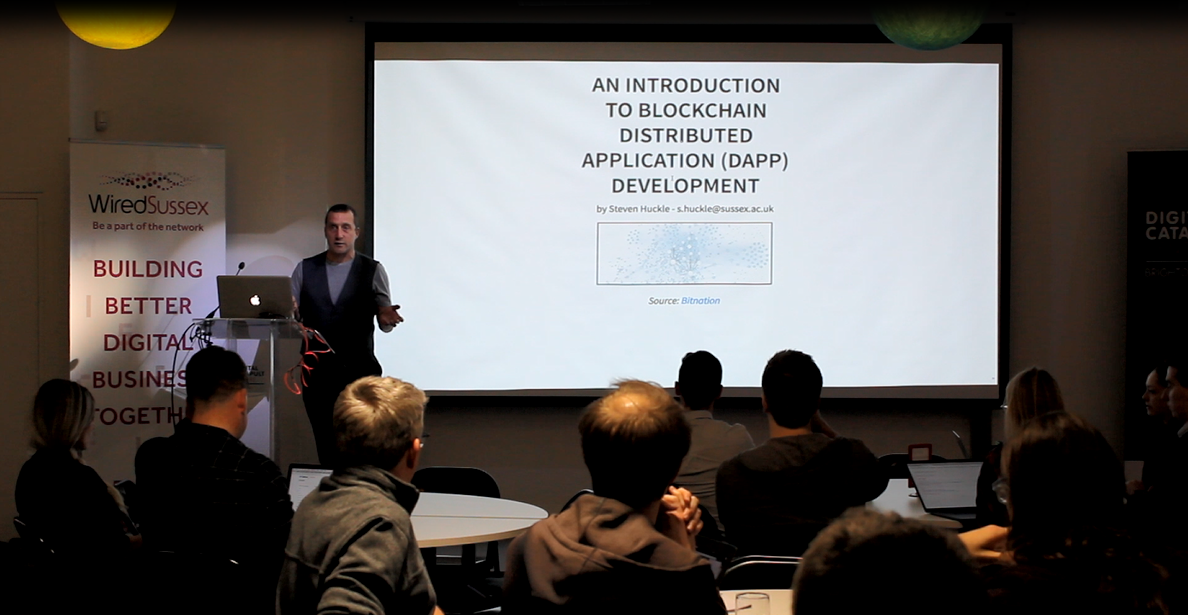 AN INTRODUCTION
TO BLOCKCHAIN
DISTRIBUTED
APPLICATION (DAPP)
DEVELOPMENT
by Steven Huckle - s.huckle@sussex.ac.uk
Source: Bitnation
WiredSussex
Be a part of the network
BUILDING
BETTER
DIGITAL
BUSINES
TOGETH
DIGI
CATA